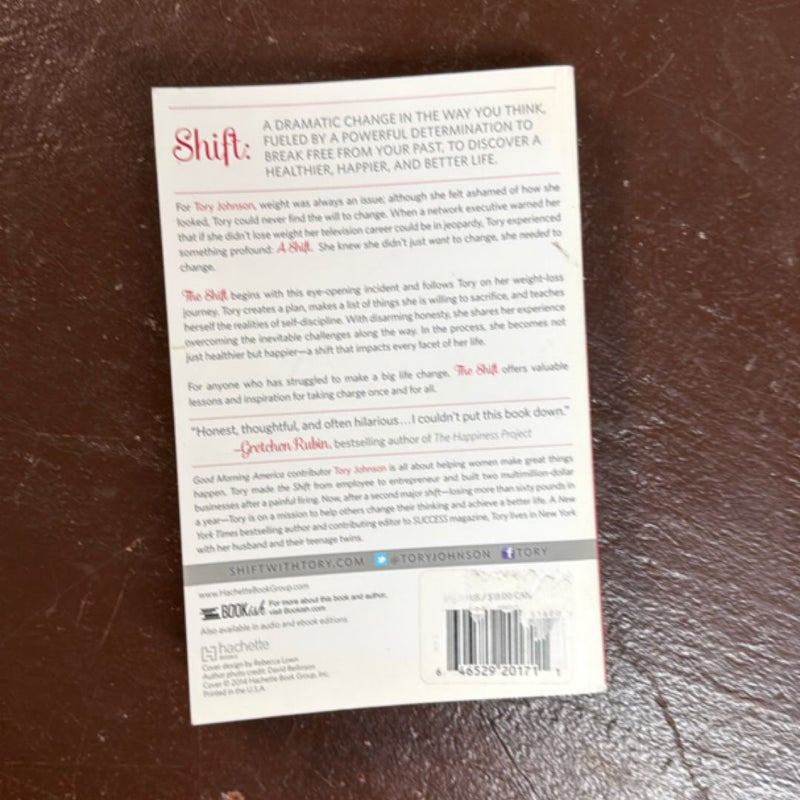 Shift:
A DRAMATIC CHANGE IN THE WAY YOU THINK,
FUELED BY A POWERFUL DETERMINATION TO
BREAK FREE FROM YOUR PAST, TO DISCOVER A
HEALTHIER, HAPPIER, AND BETTER LIFE.
For Tory Johnson, weight was always an issue; although she felt ashamed of how she
looked, Tory could never find the will to change. When a network executive warned her
that if she didn't lose weight her television career could be in jeopardy, Tory experienced
something profound: A Shift. She knew she didn't just want to change, she needed to
change.
The Shift begins with this eye-opening incident and follows Tory on her weight-loss
journey. Tory creates a plan, makes a list of things she is willing to sacrifice, and teaches
herself the realities of self-discipline. With disarming honesty, she shares her experience
overcoming the inevitable challenges along the way. In the process, she becomes not
just healthier but happier—a shift that impacts every facet of her life.
For anyone who has struggled to make a big life change, The Shift offers valuable
lessons and inspiration for taking charge once and for all.
"Honest, thoughtful, and often hilarious...I couldn't put this book down."
—Gretchen Rubin, bestselling author of The Happiness Project
Good Morning America contributor Tory Johnson is all about helping women make great things
happen. Tory made the Shift from employee to entrepreneur and built two multimillion-dollar
businesses after a painful firing. Now, after a second major shift—losing more than sixty pounds in
a year—Tory is on a mission to help others change their thinking and achieve a better life. A New
York Times bestselling author and contributing editor to SUCCESS magazine, Tory lives in New York
with her husband and their teenage twins.
SHIFTWITHTORY.COM @TORYJOHNSON f TORY
www.HachetteBookGroup.com
BOOKish For more about this book and author,
visit Bookish.com
Also available in audio and ebook editions
hachette
BOOKS
Cover design by Rebecca Lown
Author photo credit: David Beilinson
Cover © 2014 Hachette Book Group, Inc.
Printed in the U.S.A.
/ $18.00 CAN.
6 46529 20171 1